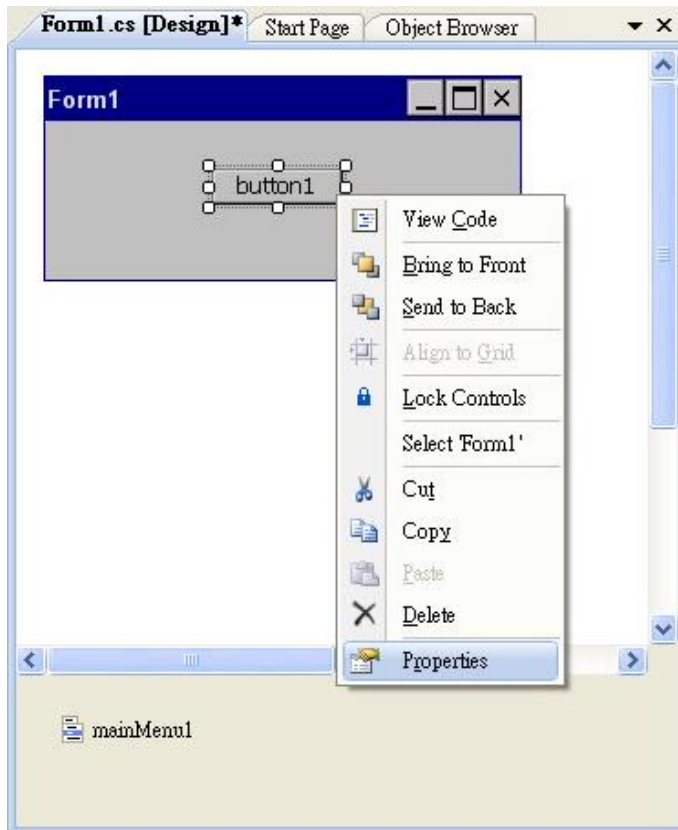 Form1.cs [Design]* Start Page Object Browser
Form1
button1
View Code
Bring to Front
Send to Back
Align to Grid
Lock Controls
Select 'Form1'
Cut
Copy
Paste
Delete
Properties
mainMenu1